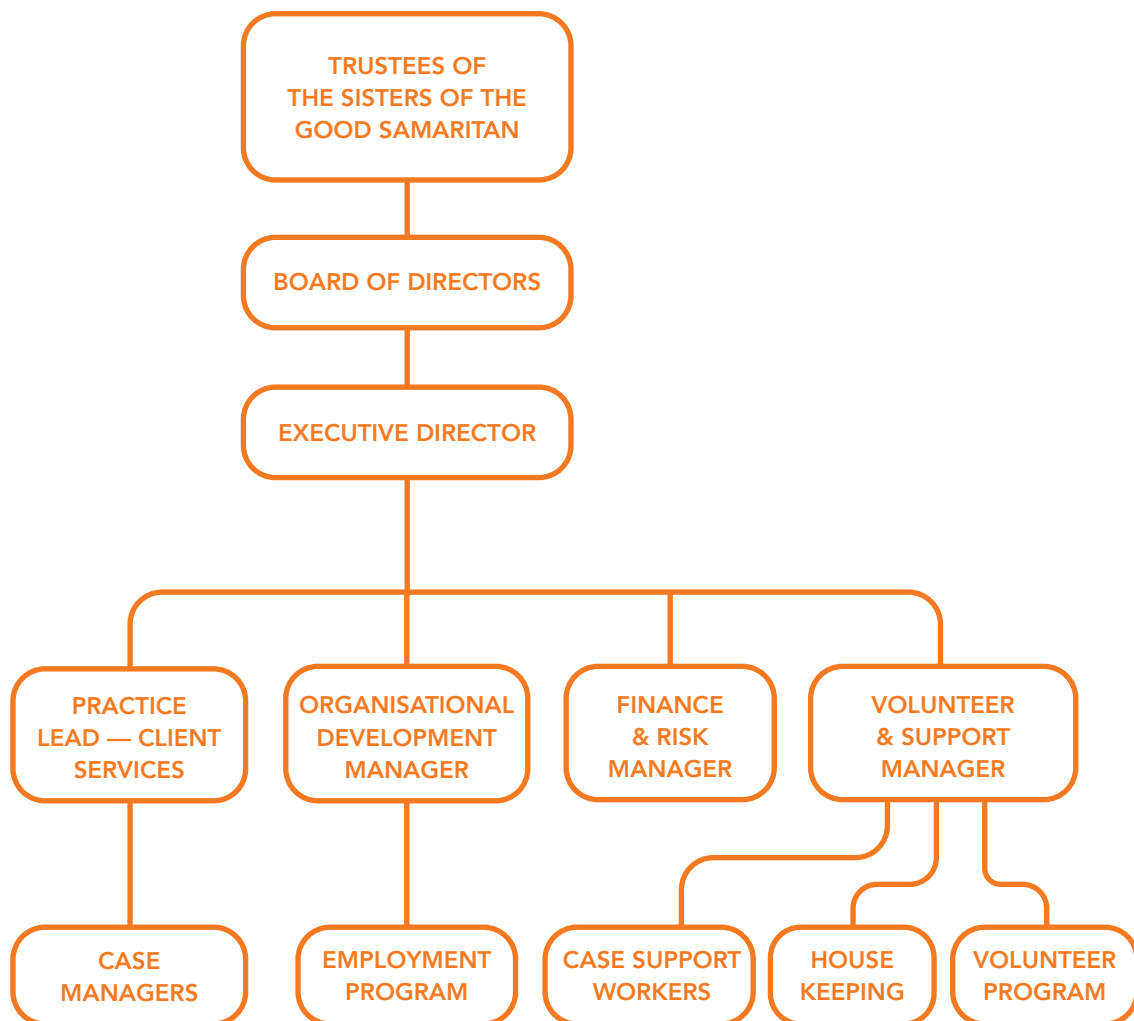 TRUSTEES OF
THE SISTERS OF THE
GOOD SAMARITAN
BOARD OF DIRECTORS
EXECUTIVE DIRECTOR
PRACTICE
LEAD — CLIENT
SERVICES
ORGANISATIONAL
DEVELOPMENT
MANAGER
FINANCE
& RISK
MANAGER
VOLUNTEER
& SUPPORT
MANAGER
CASE
MANAGERS
EMPLOYMENT
PROGRAM
CASE SUPPORT
WORKERS
HOUSE
KEEPING
VOLUNTEER
PROGRAM